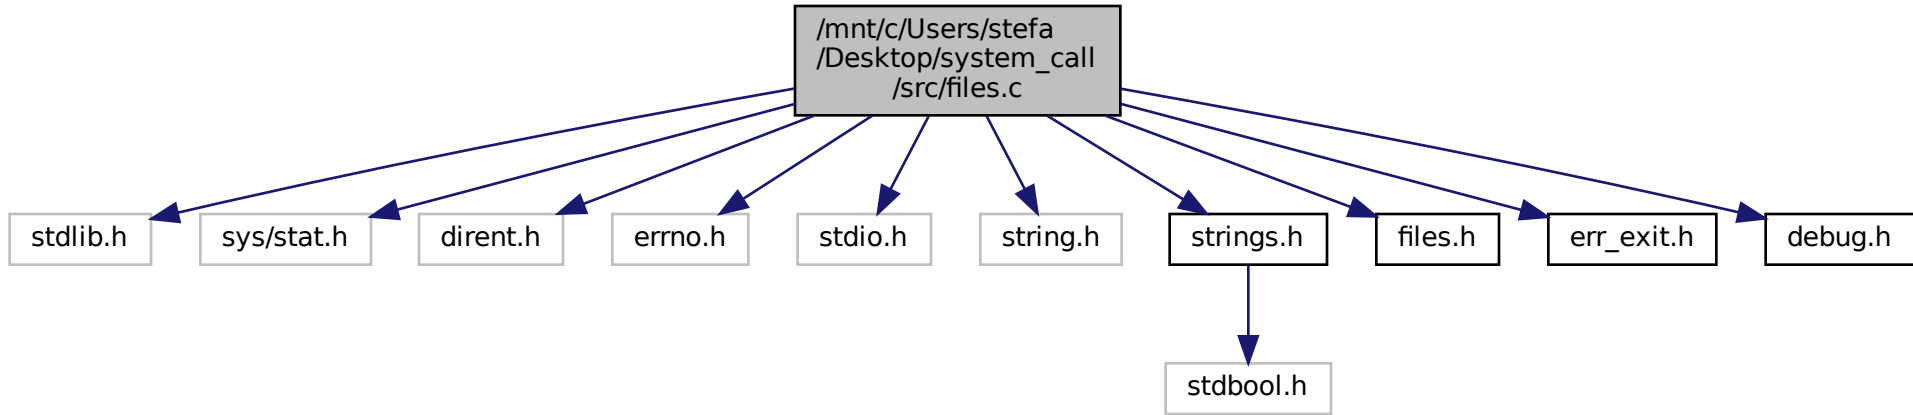 /mnt/c/Users/stefa
/Desktop/system_call
/src/files.c
stdlib.h
sys/stat.h
dirent.h
errno.h
stdio.h
string.h
strings.h
files.h
err_exit.h
debug.h
stdbool.h